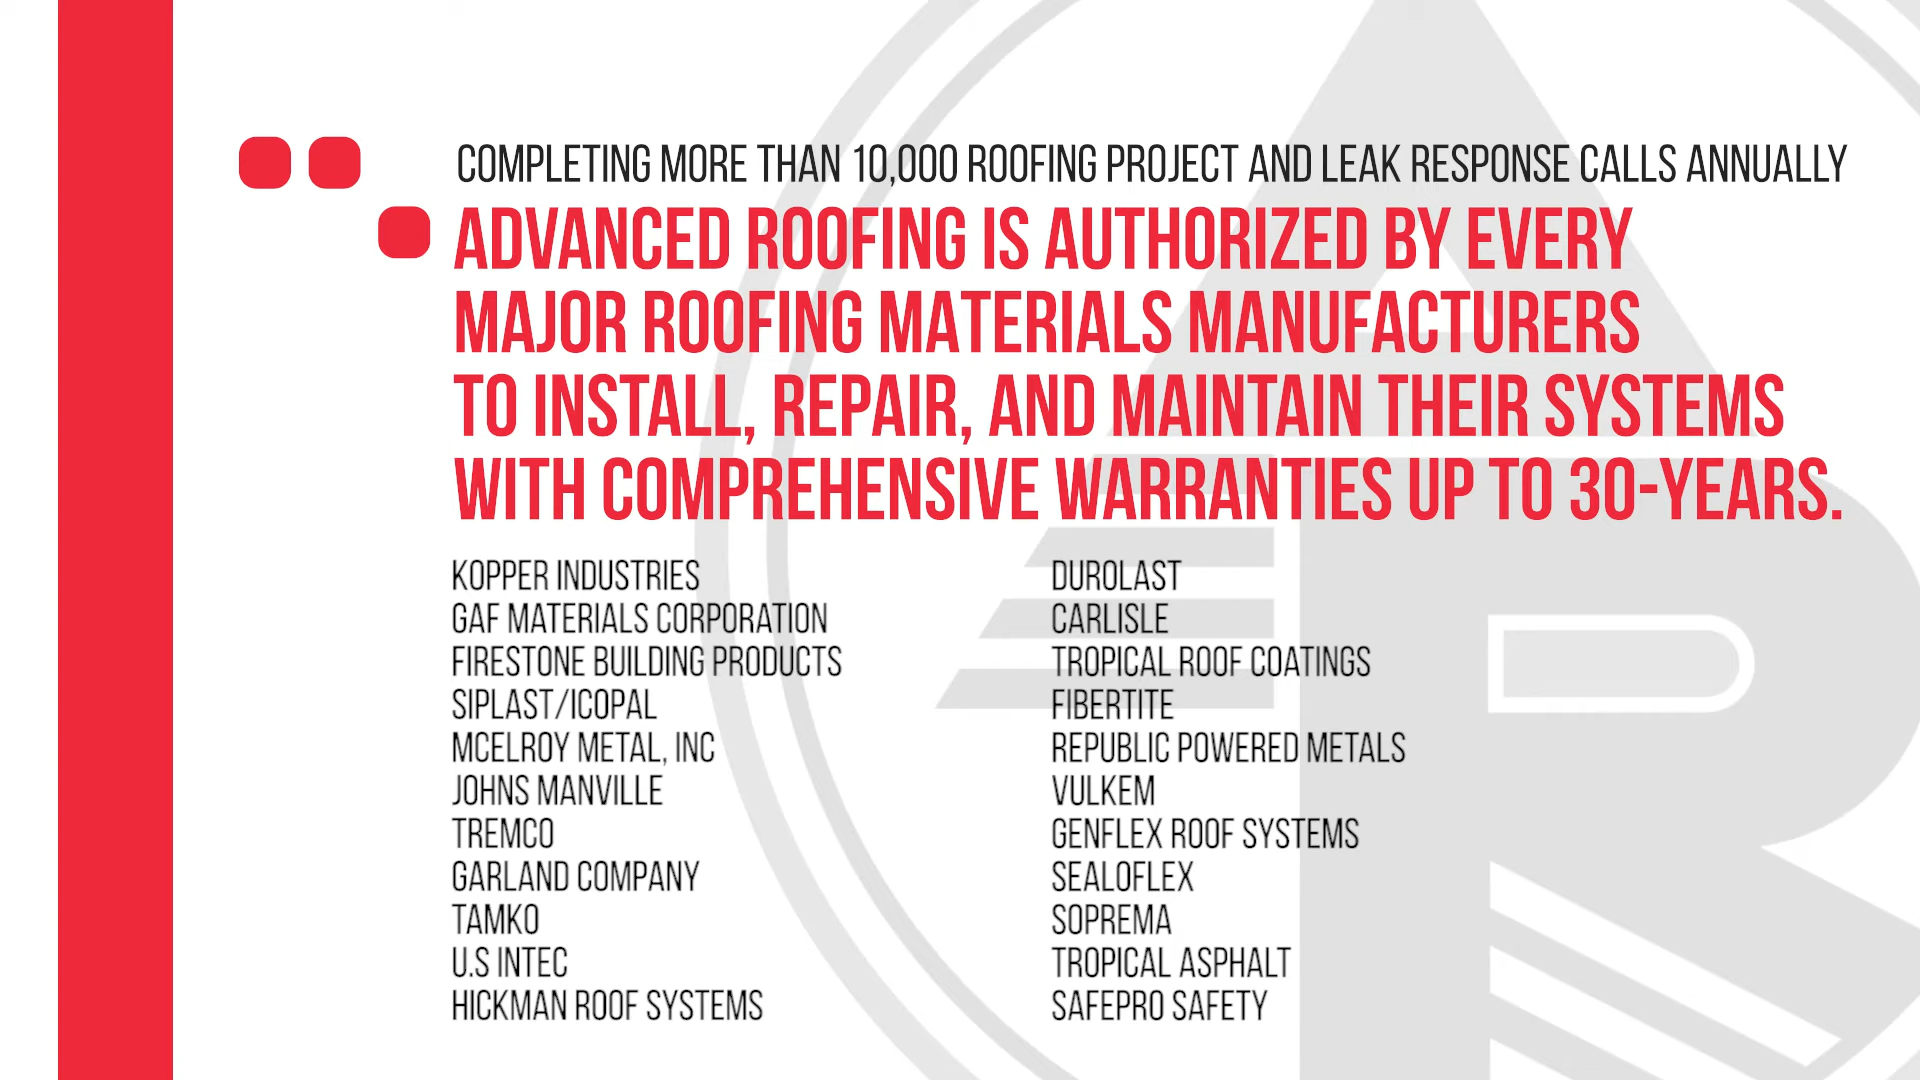 COMPLETING MORE THAN 10,000 ROOFING PROJECT AND LEAK RESPONSE CALLS ANNUALLY
ADVANCED ROOFING IS AUTHORIZED BY EVERY
MAJOR ROOFING MATERIALS MANUFACTURERS
TO INSTALL, REPAIR, AND MAINTAIN THEIR SYSTEMS
WITH COMPREHENSIVE WARRANTIES UP TO 30-YEARS.
KOPPER INDUSTRIES
GAF MATERIALS CORPORATION
FIRESTONE BUILDING PRODUCTS
SIPLAST/ICOPAL
MCELROY METAL, INC
JOHNS MANVILLE
TREMCO
GARLAND COMPANY
TAMKO
U.S INTEC
HICKMAN ROOF SYSTEMS
DUROLAST
CARLISLE
TROPICAL ROOF COATINGS
FIBERTITE
REPUBLIC POWERED METALS
VULKEM
GENFLEX ROOF SYSTEMS
SEALOFLEX
SOPREMA
TROPICAL ASPHALT
SAFEPRO SAFETY